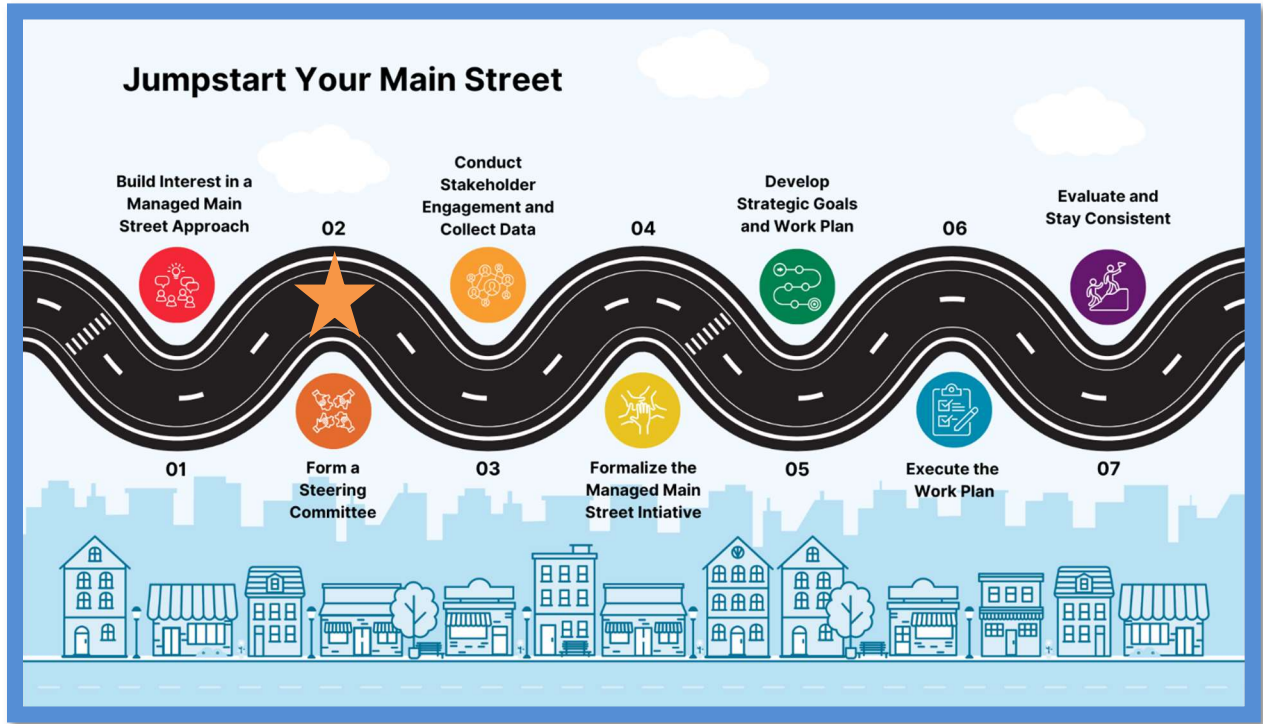 Jumpstart Your Main Street
Build Interest in a
Managed Main
Street Approach
01
02
Form a
Steering
Committee
Conduct
Stakeholder
Engagement and
Collect Data
03
04
Formalize the
Managed Main
Street Intiative
Develop
Strategic Goals
and Work Plan
05
06
Execute the
Work Plan
Evaluate and
Stay Consistent
07